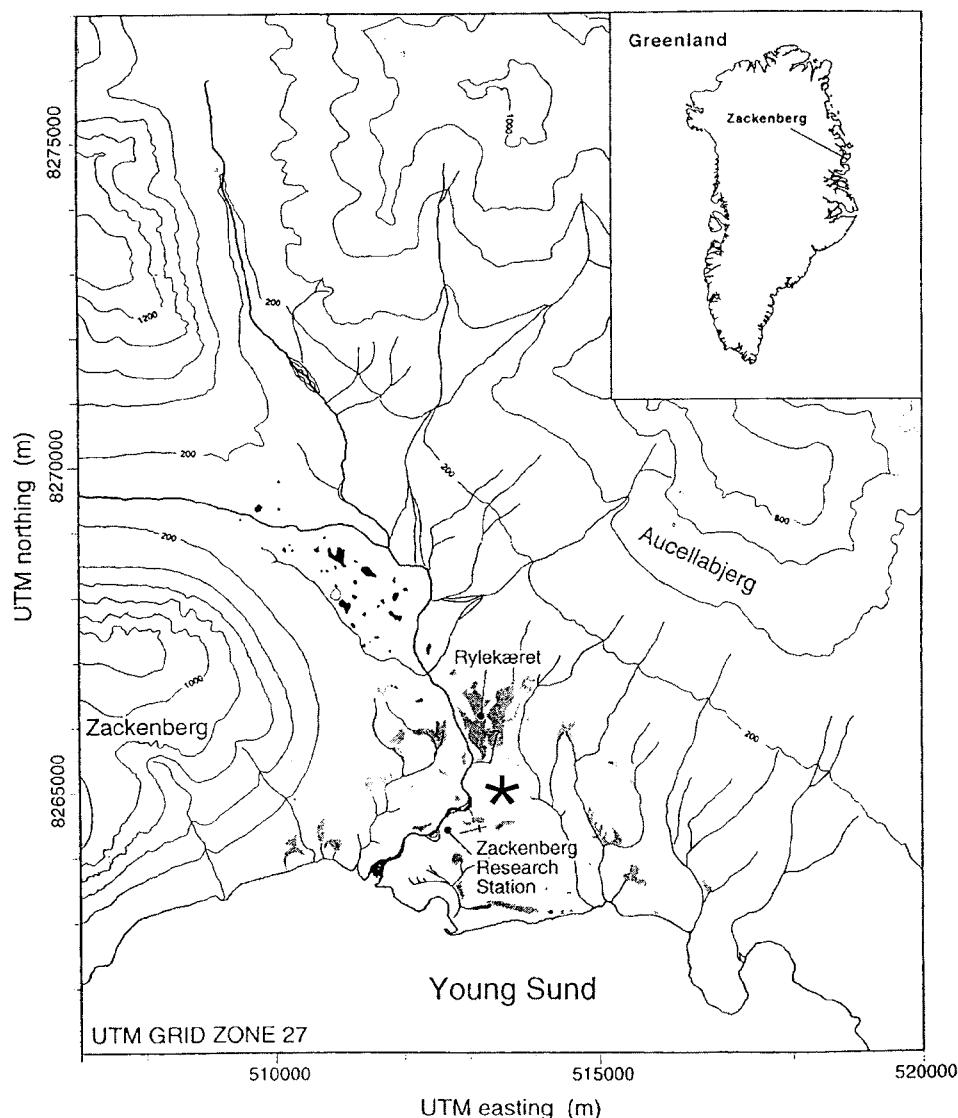 Greenland
Zackenberg
1000
8275000
200
1200
200
200
8270000
UTM northing (m)
800
200
Aucellabjerg
Rylekæret
1000
Zackenberg
200
8265000
*
Zackenberg
Research
Station
Young Sund
UTM GRID ZONE 27
510000
515000
520000
UTM easting (m)